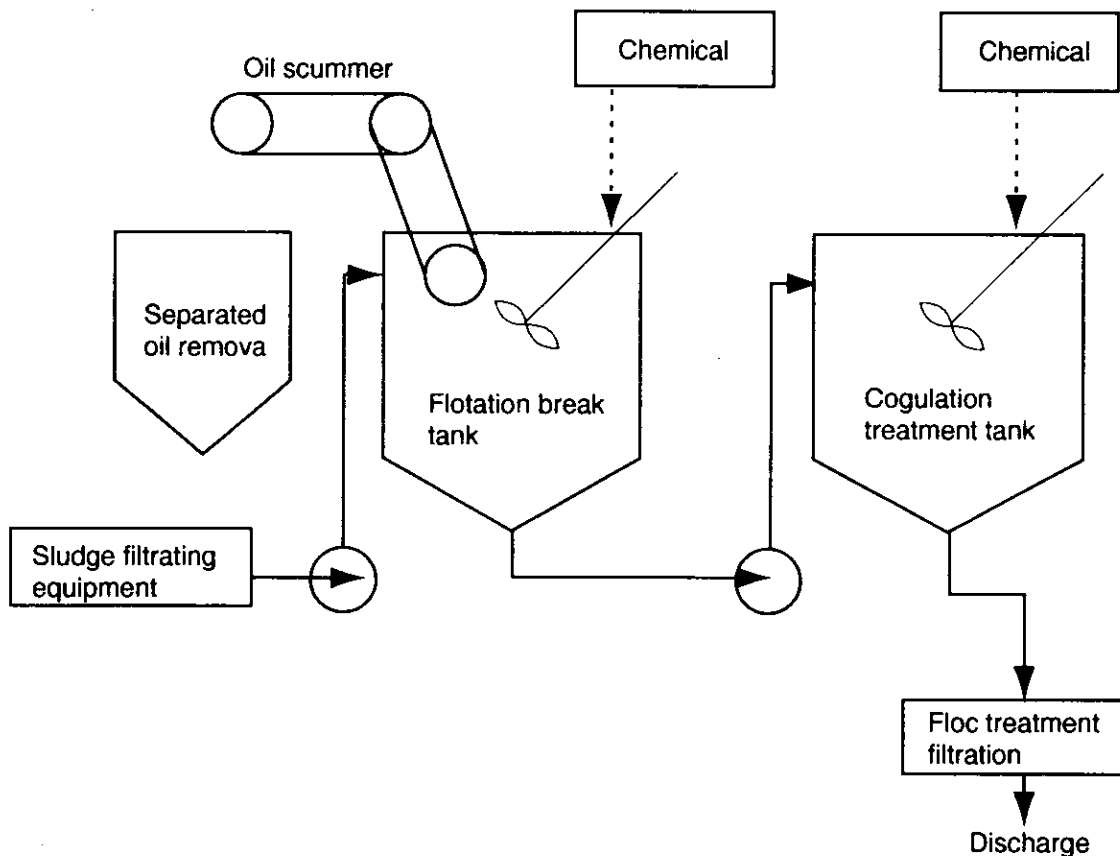 Chemical
Chemical
Oil scummer
Separated
oil remova
Flotation break
tank
Cogulation
treatment tank
Sludge filtrating
equipment
Floc treatment
filtration
Discharge